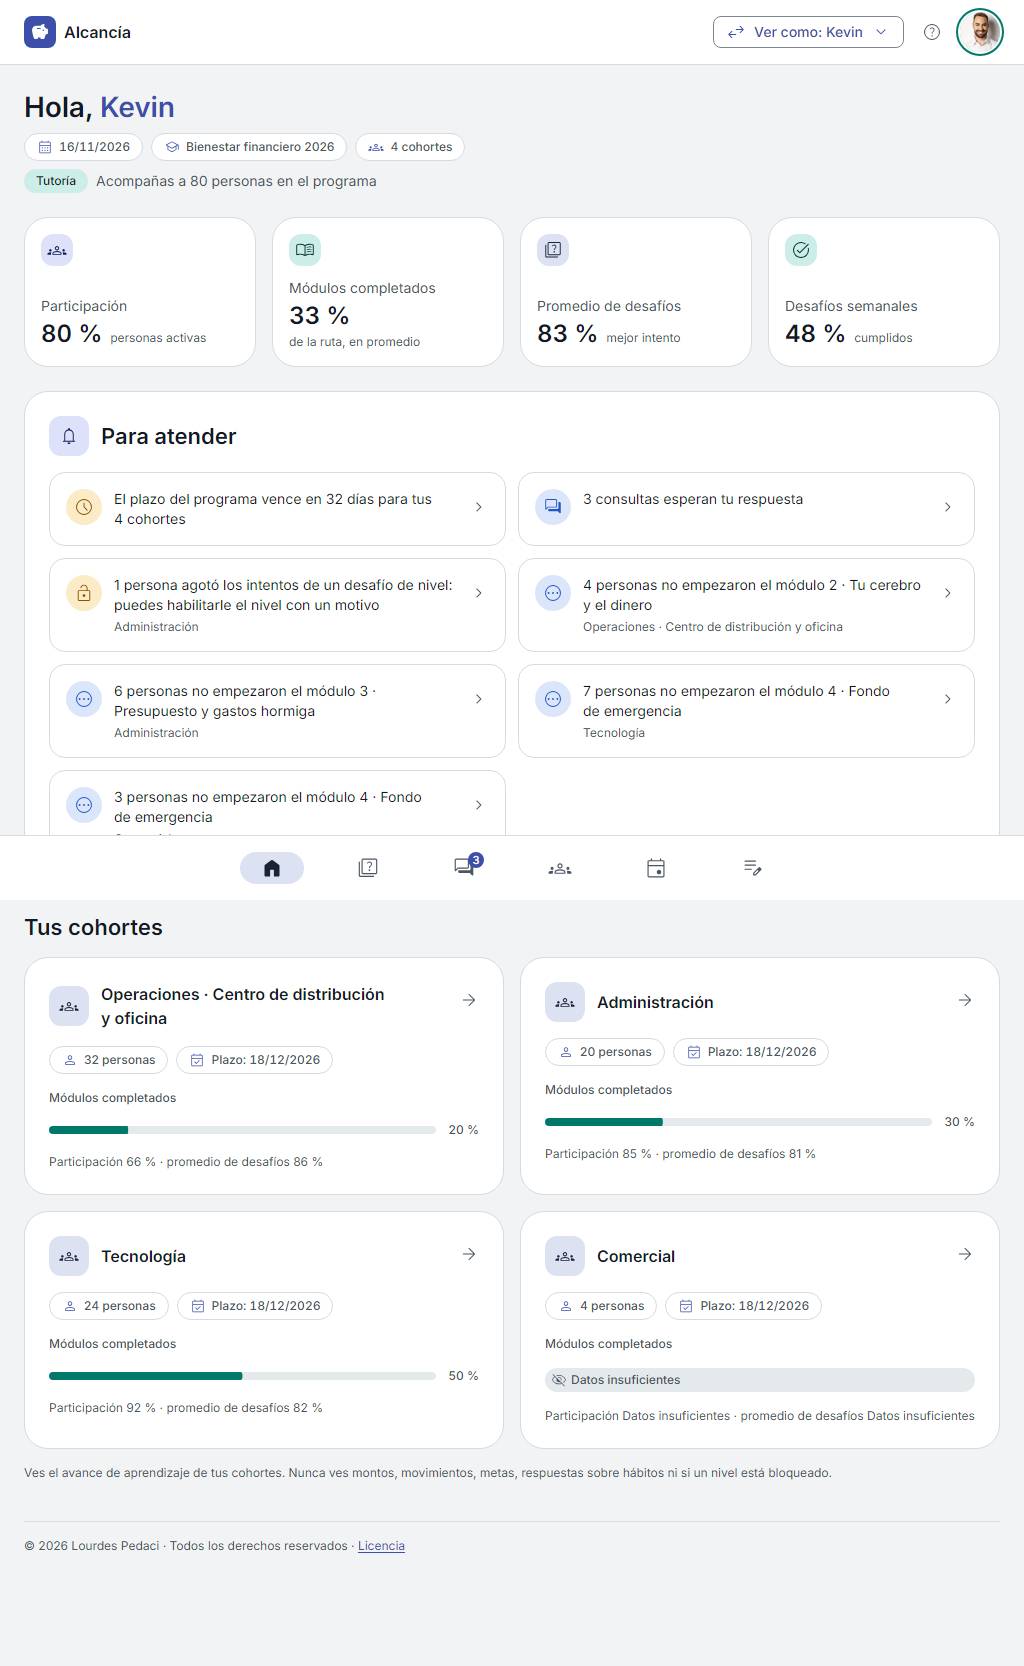 Alcancía
Ver como: Kevin
Hola, Kevin
16/11/2026
Bienestar financiero 2026
4 cohortes
Tutoría
Acompañas a 80 personas en el programa
Participación
80 % personas activas
Módulos completados
33 %
de la ruta, en promedio
Promedio de desafíos
83 % mejor intento
Desafíos semanales
48 % cumplidos
Para atender
El plazo del programa vence en 32 días para tus
4 cohortes
3 consultas esperan tu respuesta
1 persona agotó los intentos de un desafío de nivel:
puedes habilitarle el nivel con un motivo
Administración
4 personas no empezaron el módulo 2 · Tu cerebro
y el dinero
Operaciones · Centro de distribución y oficina
6 personas no empezaron el módulo 3 ·
Presupuesto y gastos hormiga
Administración
7 personas no empezaron el módulo 4 · Fondo
de emergencia
Tecnología
3 personas no empezaron el módulo 4 · Fondo
de emergencia
3
Tus cohortes
Operaciones · Centro de distribución
y oficina
32 personas
Plazo: 18/12/2026
Módulos completados
20 %
Participación 66 % · promedio de desafíos 86 %
Administración
20 personas
Plazo: 18/12/2026
Módulos completados
30 %
Participación 85 % · promedio de desafíos 81 %
Tecnología
24 personas
Plazo: 18/12/2026
Módulos completados
50 %
Participación 92 % · promedio de desafíos 82 %
Comercial
4 personas
Plazo: 18/12/2026
Módulos completados
Datos insuficientes
Participación Datos insuficientes · promedio de desafíos Datos insuficientes
Ves el avance de aprendizaje de tus cohortes. Nunca ves montos, movimientos, metas, respuestas sobre hábitos ni si un nivel está bloqueado.
© 2026 Lourdes Pedaci · Todos los derechos reservados · Licencia